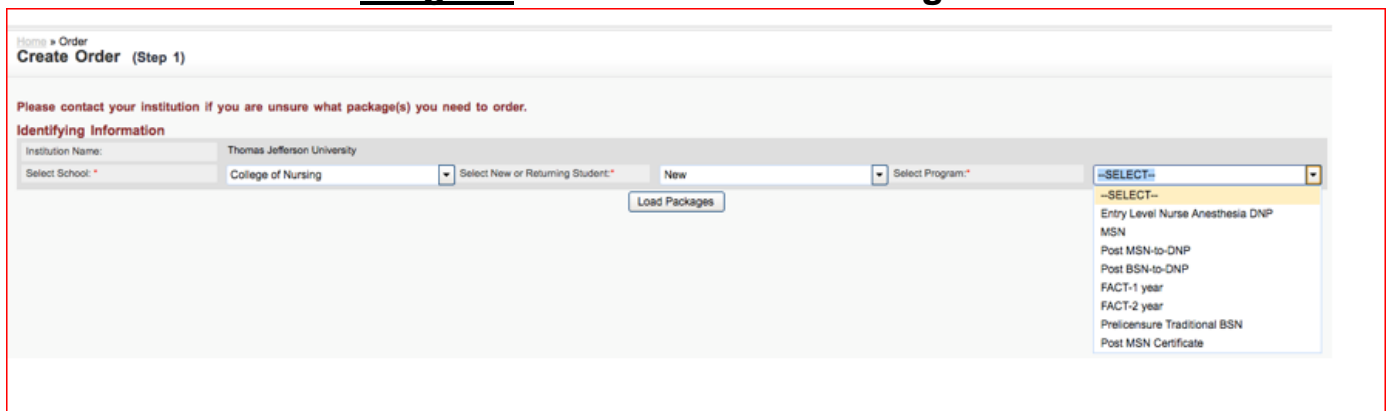 Home » Order
Create Order (Step 1)
Please contact your institution if you are unsure what package(s) you need to order.
Identifying Information
Institution Name: Thomas Jefferson University
Select School: * College of Nursing Select New or Returning Student:* New Select Program:* --SELECT--
Load Packages
--SELECT--
Entry Level Nurse Anesthesia DNP
MSN
Post MSN-to-DNP
Post BSN-to-DNP
FACT-1 year
FACT-2 year
Prelicensure Traditional BSN
Post MSN Certificate